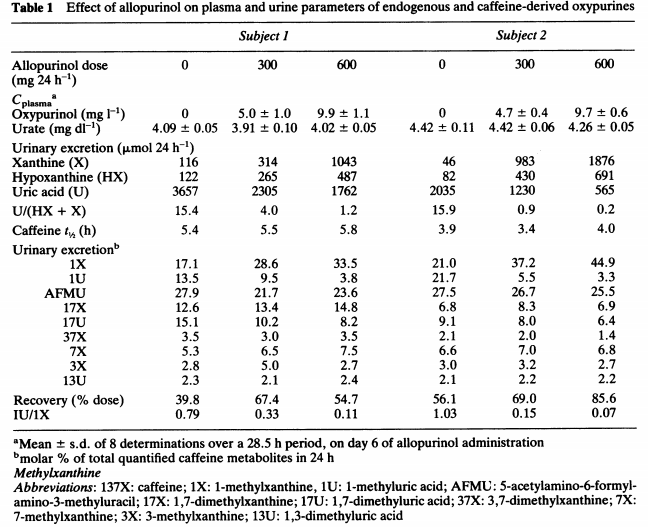 Table 1 Effect of allopurinol on plasma and urine parameters of endogenous and caffeine-derived oxypurines
Subject 1 Subject 2
Allopurinol dose 0 300 600 0 300 600
(mg 24 h⁻¹)
C plasma ᵃ
Oxypurinol (mg l⁻¹) 0 5.0 ± 1.0 9.9 ± 1.1 0 4.7 ± 0.4 9.7 ± 0.6
Urate (mg dl⁻¹) 4.09 ± 0.05 3.91 ± 0.10 4.02 ± 0.05 4.42 ± 0.11 4.42 ± 0.06 4.26 ± 0.05
Urinary excretion (μmol 24 h⁻¹)
Xanthine (X) 116 314 1043 46 983 1876
Hypoxanthine (HX) 122 265 487 82 430 691
Uric acid (U) 3657 2305 1762 2035 1230 565
U/(HX + X) 15.4 4.0 1.2 15.9 0.9 0.2
Caffeine t½ (h) 5.4 5.5 5.8 3.9 3.4 4.0
Urinary excretionᵇ
1X 17.1 28.6 33.5 21.0 37.2 44.9
1U 13.5 9.5 3.8 21.7 5.5 3.3
AFMU 27.9 21.7 23.6 27.5 26.7 25.5
17X 12.6 13.4 14.8 6.8 8.3 6.9
17U 15.1 10.2 8.2 9.1 8.0 6.4
37X 3.5 3.0 3.5 2.1 2.0 1.4
7X 5.3 6.5 7.5 6.6 7.0 6.8
3X 2.8 5.0 2.7 3.0 3.2 2.7
13U 2.3 2.1 2.4 2.1 2.2 2.2
Recovery (% dose) 39.8 67.4 54.7 56.1 69.0 85.6
IU/1X 0.79 0.33 0.11 1.03 0.15 0.07
ᵃMean ± s.d. of 8 determinations over a 28.5 h period, on day 6 of allopurinol administration
ᵇmolar % of total quantified caffeine metabolites in 24 h
Methylxanthine
Abbreviations: 137X: caffeine; 1X: 1-methylxanthine, 1U: 1-methyluric acid; AFMU: 5-acetylamino-6-formyl-
amino-3-methyluracil; 17X: 1,7-dimethylxanthine; 17U: 1,7-dimethyluric acid; 37X: 3,7-dimethylxanthine; 7X:
7-methylxanthine; 3X: 3-methylxanthine; 13U: 1,3-dimethyluric acid